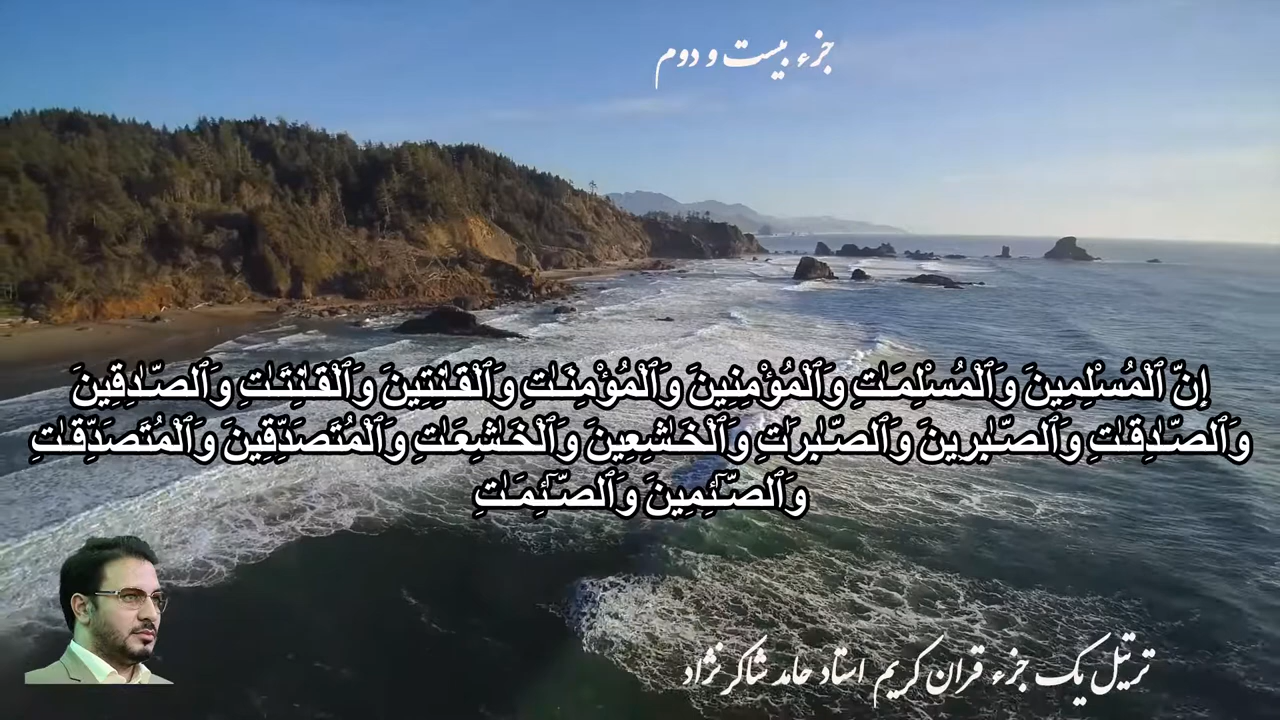 جزء بیست و دوم
إِنَّ ٱلْمُسْلِمِينَ وَٱلْمُسْلِمَـٰتِ وَٱلْمُؤْمِنِينَ وَٱلْمُؤْمِنَـٰتِ وَٱلْقَـٰنِتِينَ وَٱلْقَـٰنِتَـٰتِ وَٱلصَّـٰدِقِينَ
وَٱلصَّـٰدِقَـٰتِ وَٱلصَّـٰبِرِينَ وَٱلصَّـٰبِرَٰتِ وَٱلْخَـٰشِعِينَ وَٱلْخَـٰشِعَـٰتِ وَٱلْمُتَصَدِّقِينَ وَٱلْمُتَصَدِّقَـٰتِ
وَٱلصَّـٰٓئِمِينَ وَٱلصَّـٰٓئِمَـٰتِ
ترتیل یک جزء قران کریم استاد حامد شاکرنژاد